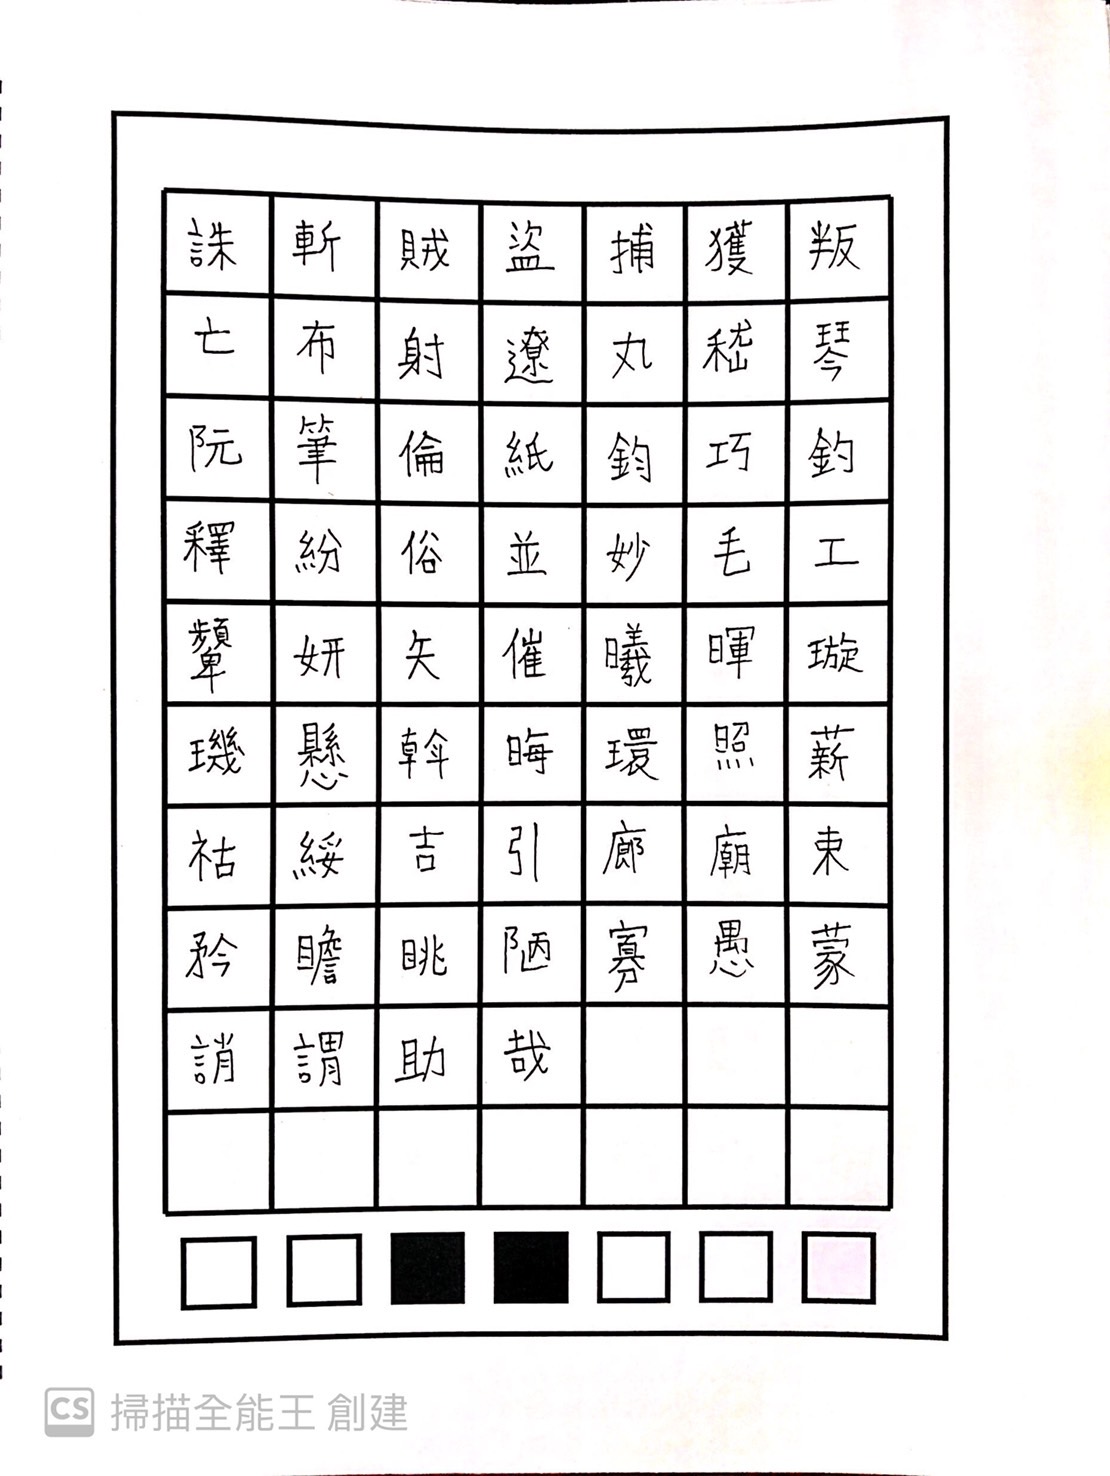 誅斬賊盜捕獲叛
亡布射遼丸嵇琴
阮筆倫紙鈞巧釣
釋紛俗並妙毛工
顰妍矢催曦暉璇
璣懸斡晦環照薪
祜綏吉引廊廟束
矜瞻眺陋寡愚蒙
誚謂助哉
CS 掃描全能王 創建